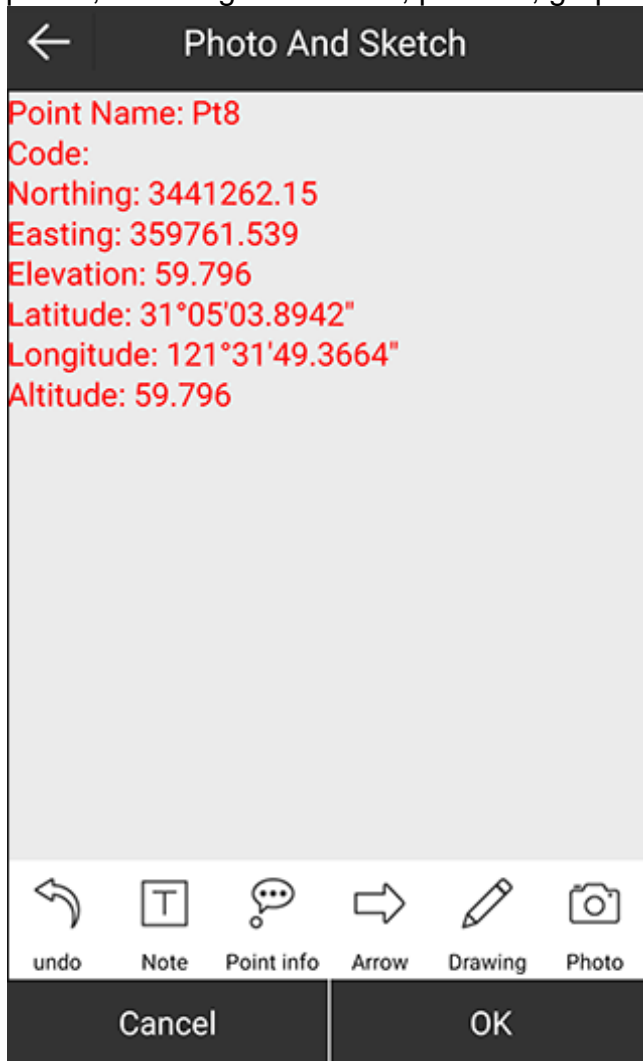 Photo And Sketch
Point Name: Pt8
Code:
Northing: 3441262.15
Easting: 359761.539
Elevation: 59.796
Latitude: 31°05'03.8942"
Longitude: 121°31'49.3664"
Altitude: 59.796
T
undo Note Point info Arrow Drawing Photo
Cancel OK